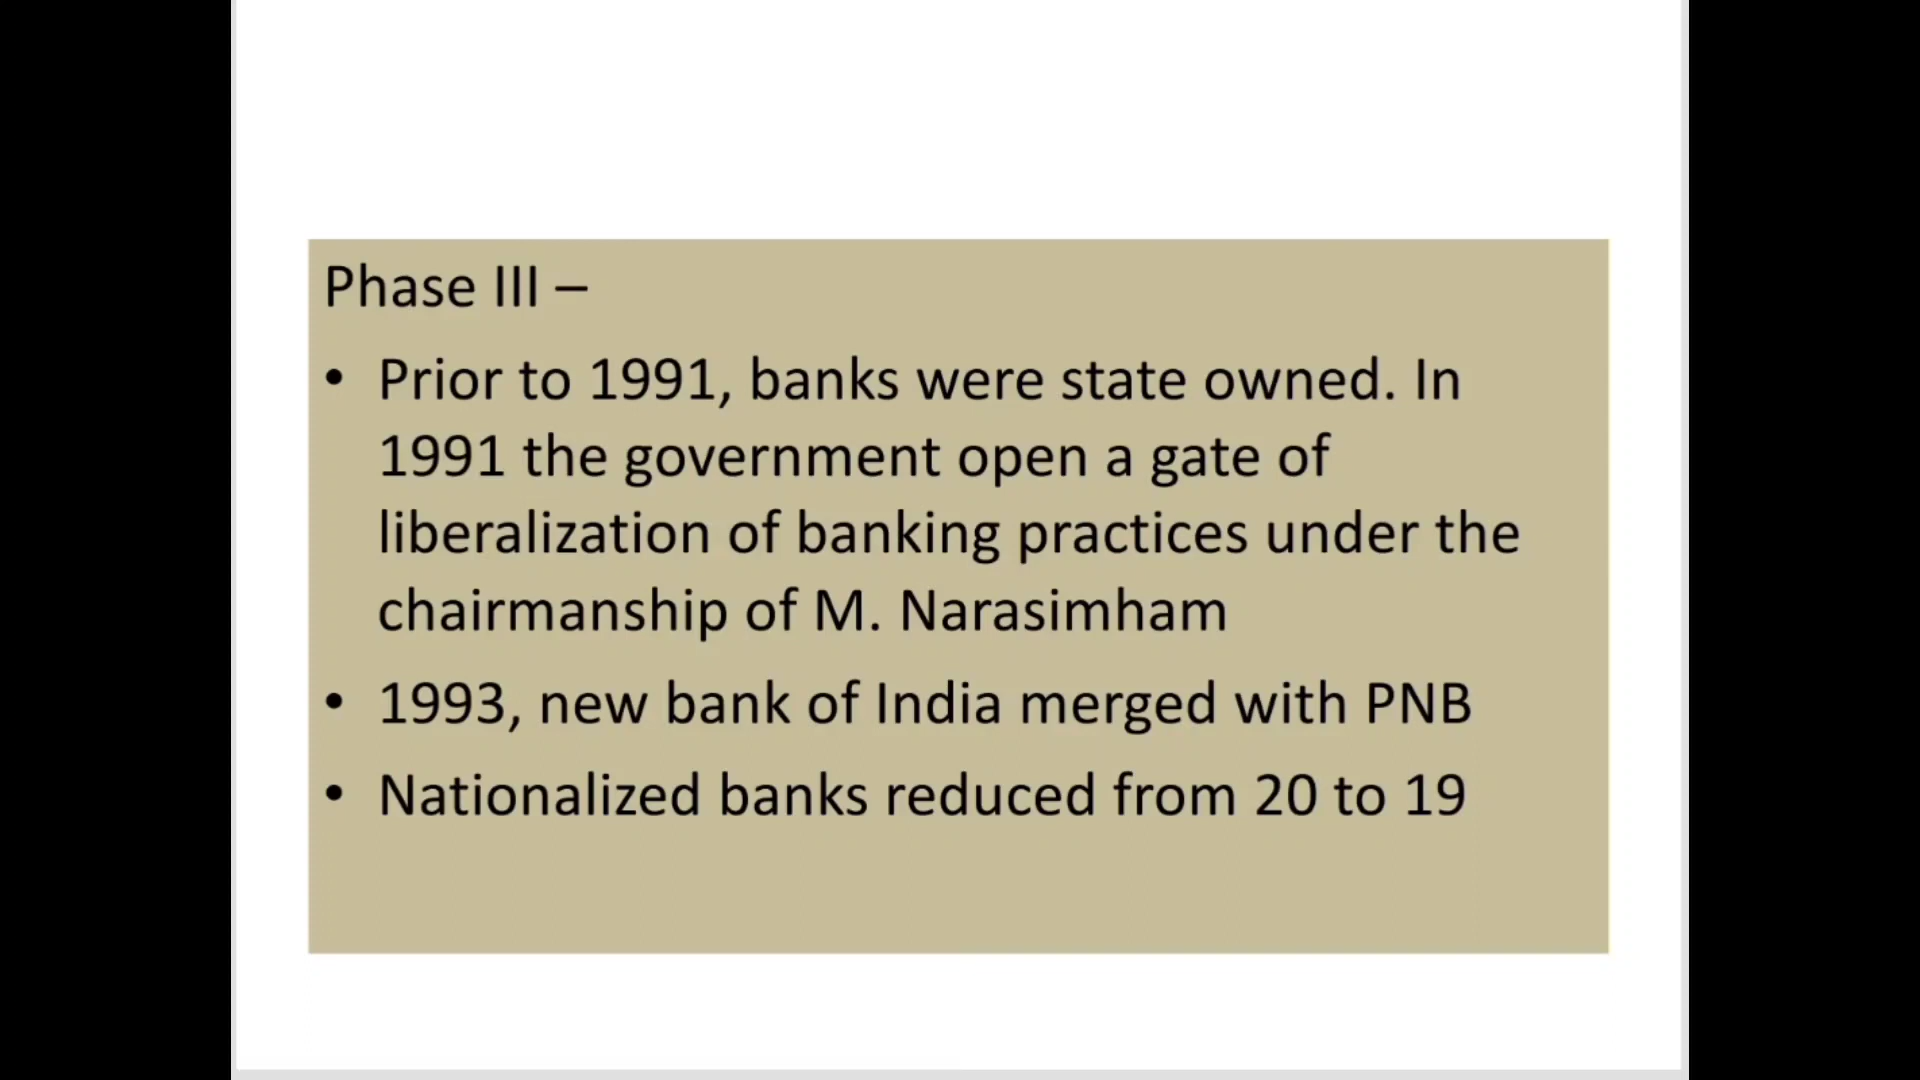 Phase III –
• Prior to 1991, banks were state owned. In
1991 the government open a gate of
liberalization of banking practices under the
chairmanship of M. Narasimham
• 1993, new bank of India merged with PNB
• Nationalized banks reduced from 20 to 19